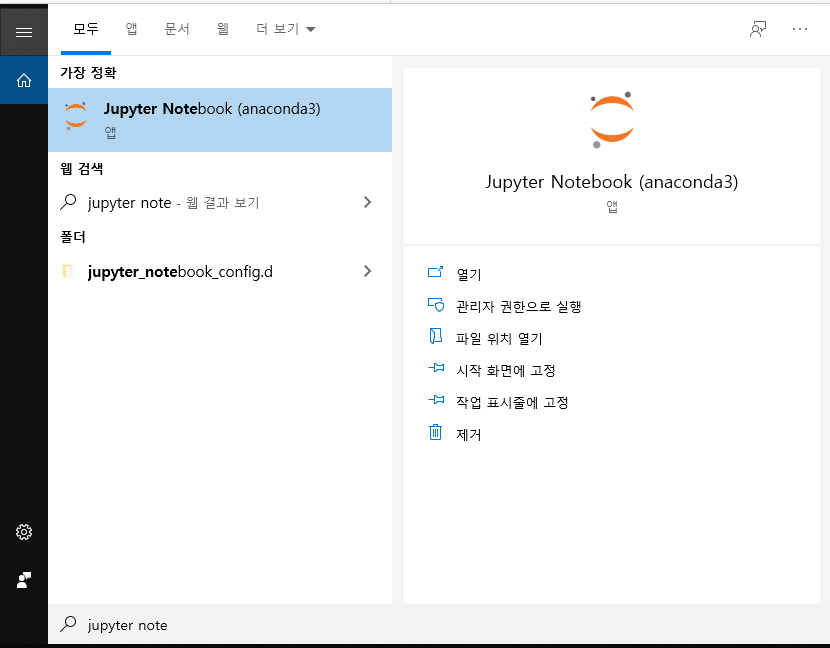 모두 앱 문서 웹 더 보기
가장 정확
Jupyter Notebook (anaconda3)
앱
웹 검색
jupyter note - 웹 결과 보기
폴더
jupyter_notebook_config.d
Jupyter Notebook (anaconda3)
앱
열기
관리자 권한으로 실행
파일 위치 열기
시작 화면에 고정
작업 표시줄에 고정
제거
jupyter note